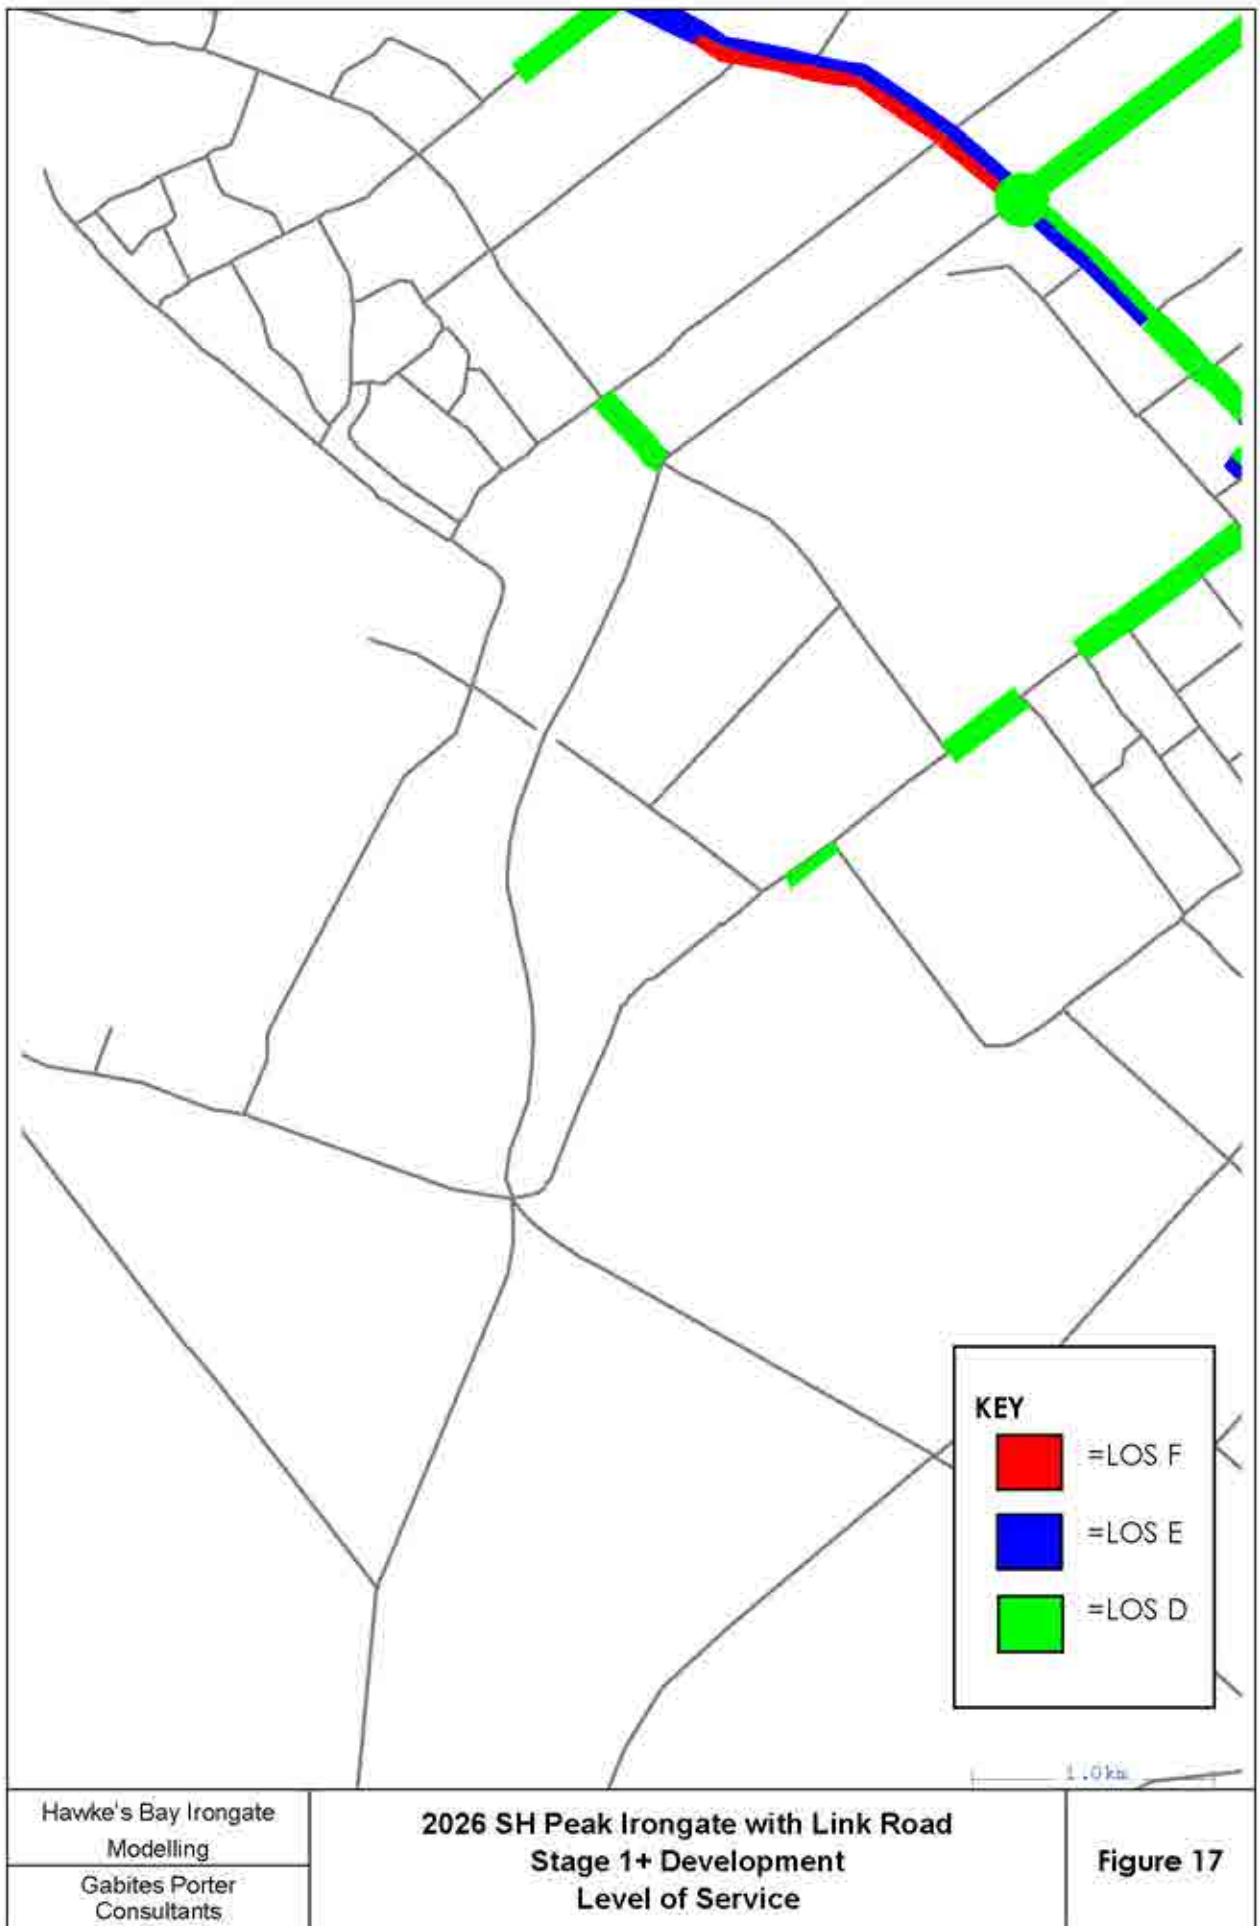 KEY
=LOS F
=LOS E
=LOS D
1.0km
Hawke's Bay Irongate
Modelling
Gabites Porter
Consultants
2026 SH Peak Irongate with Link Road
Stage 1+ Development
Level of Service
Figure 17